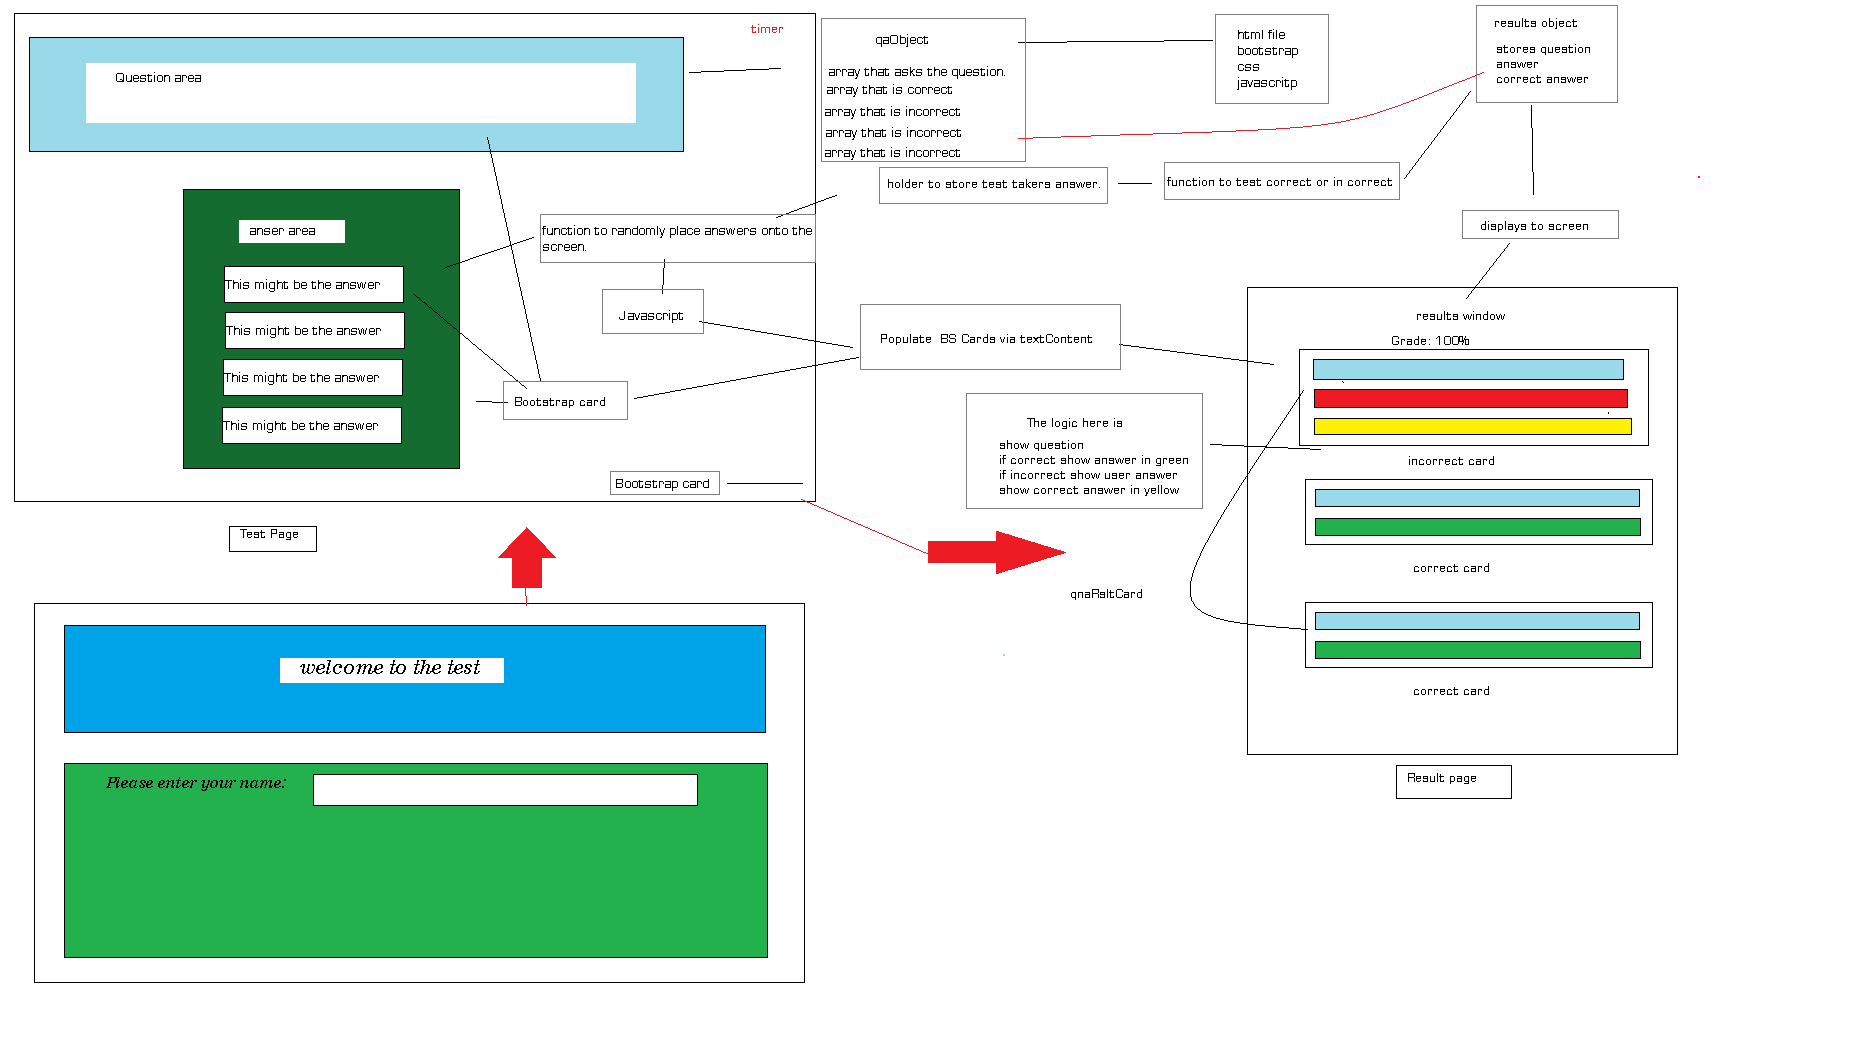 timer
Question area
anser area
This might be the answer
This might be the answer
This might be the answer
This might be the answer
function to randomly place answers onto the
screen.
Javascript
Bootstrap card
Bootstrap card
Test Page
welcome to the test
Please enter your name:
qaObject
array that asks the question.
array that is correct
array that is incorrect
array that is incorrect
array that is incorrect
html file
bootstrap
css
javascritp
results object
stores question
answer
correct answer
holder to store test takers answer.
function to test correct or in correct
displays to screen
Populate BS Cards via textContent
The logic here is
show question
if correct show answer in green
if incorrect show user answer
show correct answer in yellow
qnaRsltCard
results window
Grade: 100%
incorrect card
correct card
correct card
Result page